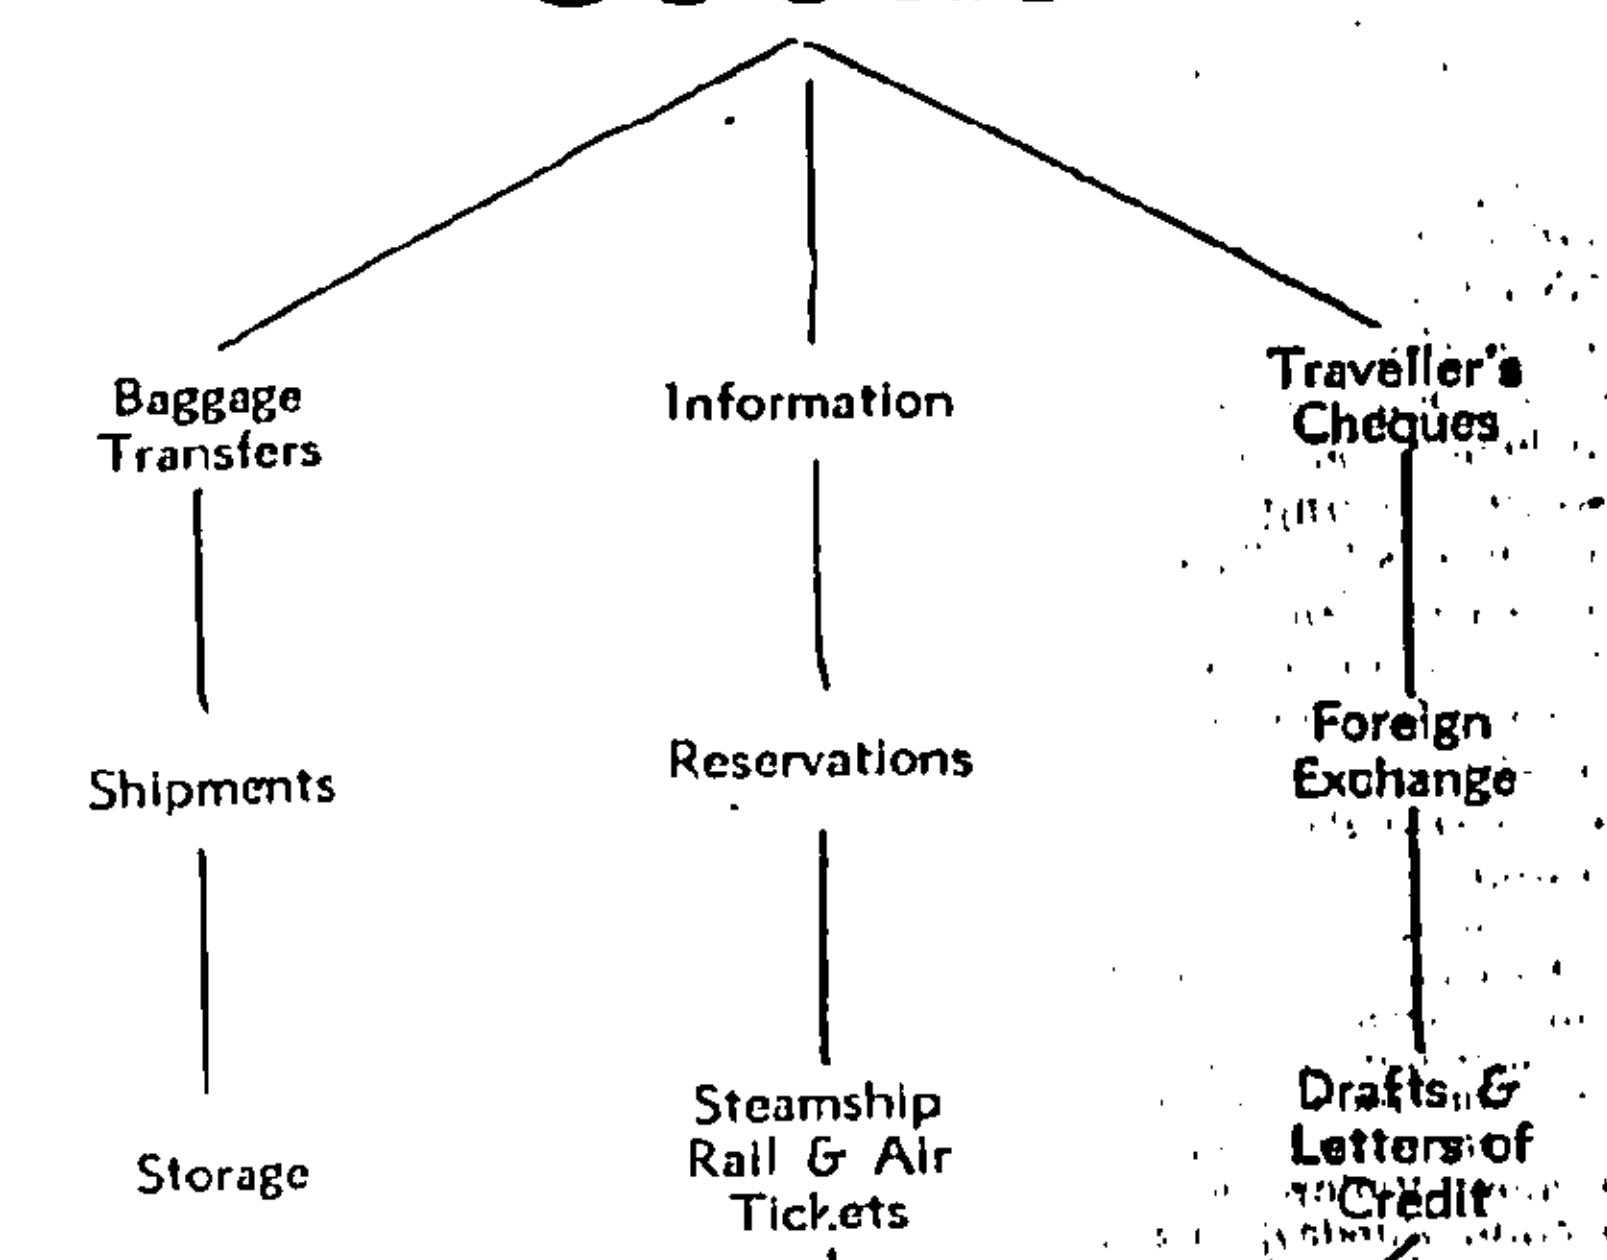 Baggage
Transfers
Information
Traveller's
Cheques
Shipments
Reservations
Foreign
Exchange
Storage
Steamship
Rail & Air
Tickets
Drafts &
Letters of
Credit